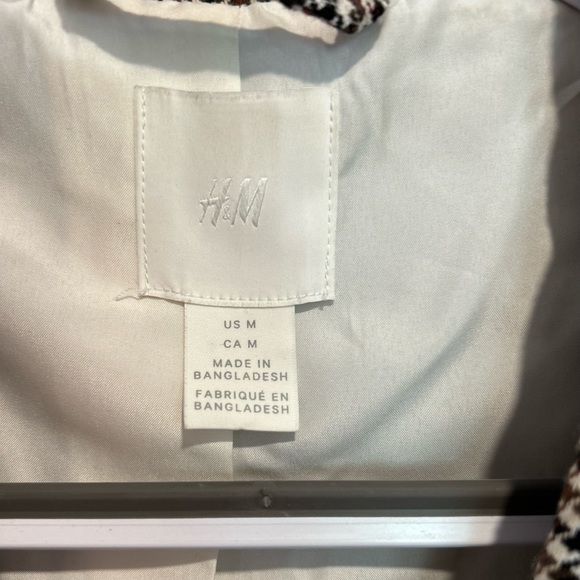 H&M
US M
CA M
MADE IN
BANGLADESH
FABRIQUÉ EN
BANGLADESH